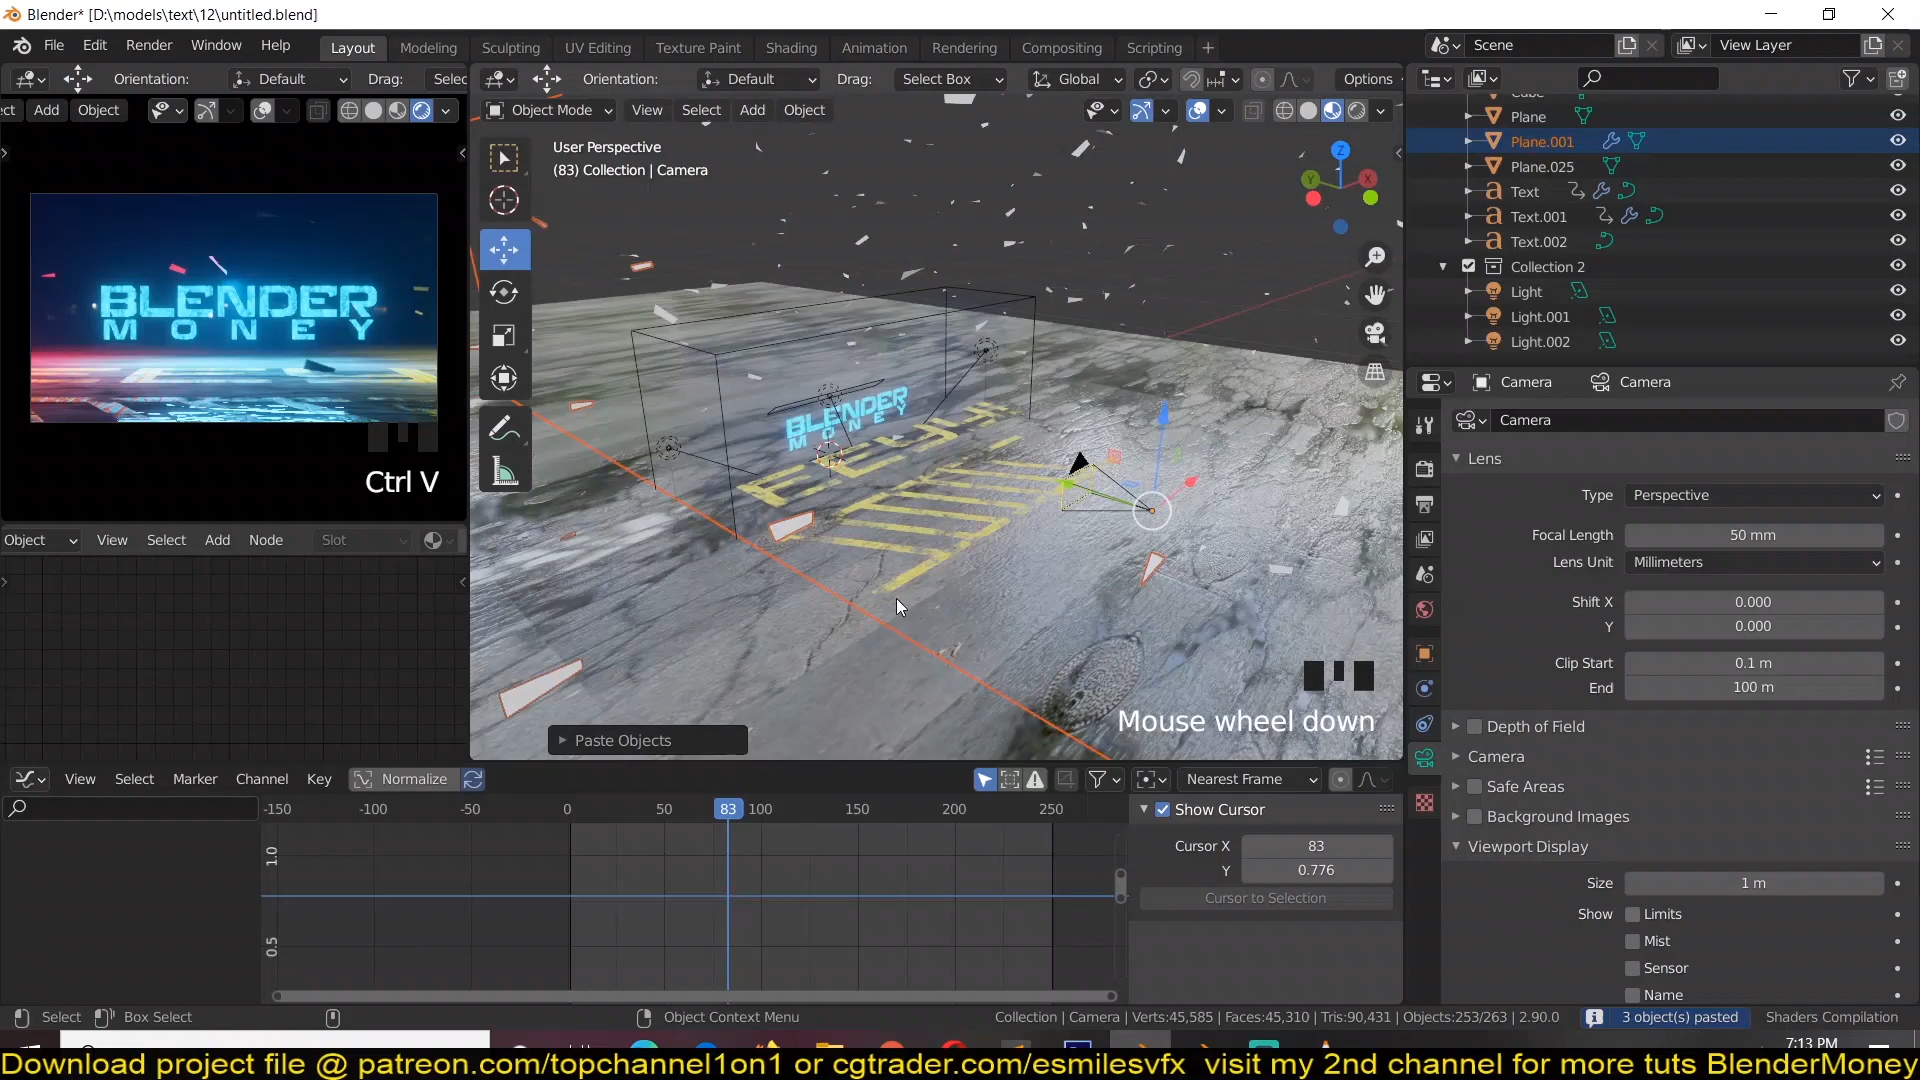 Blender* [D:\models\text\12\untitled.blend]
File Edit Render Window Help
Layout Modeling Sculpting UV Editing Texture Paint Shading Animation Rendering Compositing Scripting +
Scene
View Layer
Orientation: Default Drag: Selec
Orientation: Default Drag: Select Box Global Options
ct Add Object
Object Mode View Select Add Object
User Perspective
(83) Collection | Camera
BLENDER
MONEY
Ctrl V
BLENDER
MONEY
Z
Y
X
Mouse wheel down
Paste Objects
Plane
Plane.001
Plane.025
Text
Text.001
Text.002
Collection 2
Light
Light.001
Light.002
Camera Camera
Camera
Lens
Type Perspective
Focal Length 50 mm
Lens Unit Millimeters
Shift X 0.000
Y 0.000
Clip Start 0.1 m
End 100 m
Depth of Field
Camera
Safe Areas
Background Images
Viewport Display
Size 1 m
Show Limits
Mist
Sensor
Name
Object View Select Add Node Slot
View Select Marker Channel Key Normalize Nearest Frame
-150 -100 -50 0 50 83 100 150 200 250
1.0
0.5
Show Cursor
Cursor X 83
Y 0.776
Cursor to Selection
Select Box Select Object Context Menu
Collection | Camera | Verts:45,585 | Faces:45,310 | Tris:90,431 | Objects:253/263 | 2.90.0
3 object(s) pasted
Shaders Compilation
7:13 PM
Download project file @ patreon.com/topchannel1on1 or cgtrader.com/esmilesvfx visit my 2nd channel for more tuts BlenderMoney